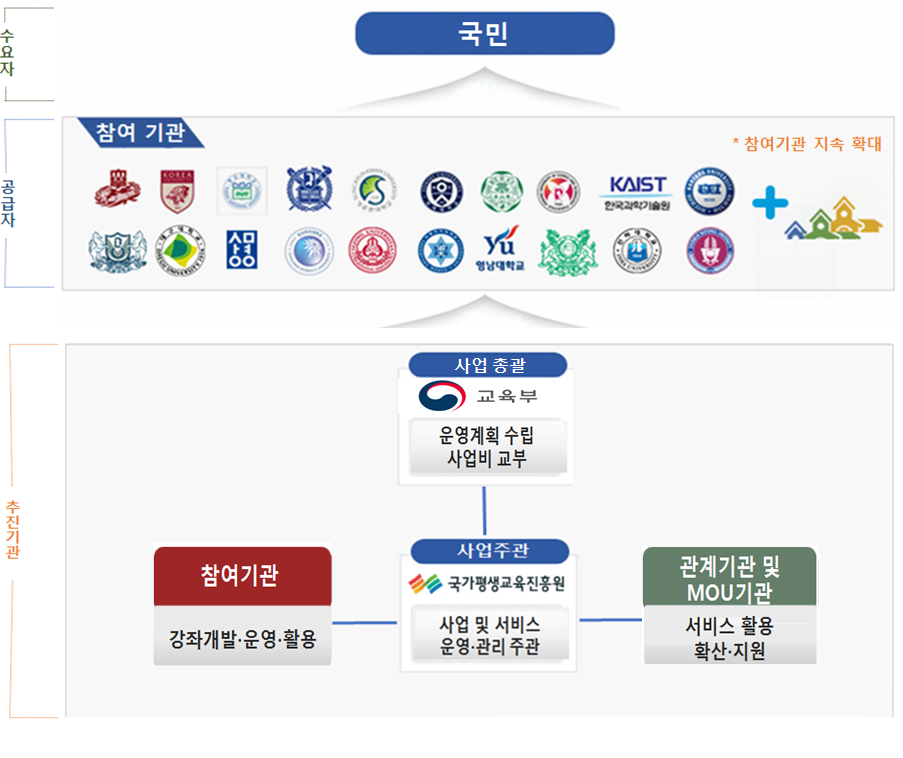 수요자
국민
공급자
참여 기관
* 참여기관 지속 확대
KOREA
KAIST
한국과학기술원
상명
yu
영남대학교
추진기관
사업 총괄
교육부
운영계획 수립
사업비 교부
사업주관
국가평생교육진흥원
사업 및 서비스
운영·관리 주관
참여기관
강좌개발·운영·활용
관계기관 및
MOU기관
서비스 활용
확산·지원